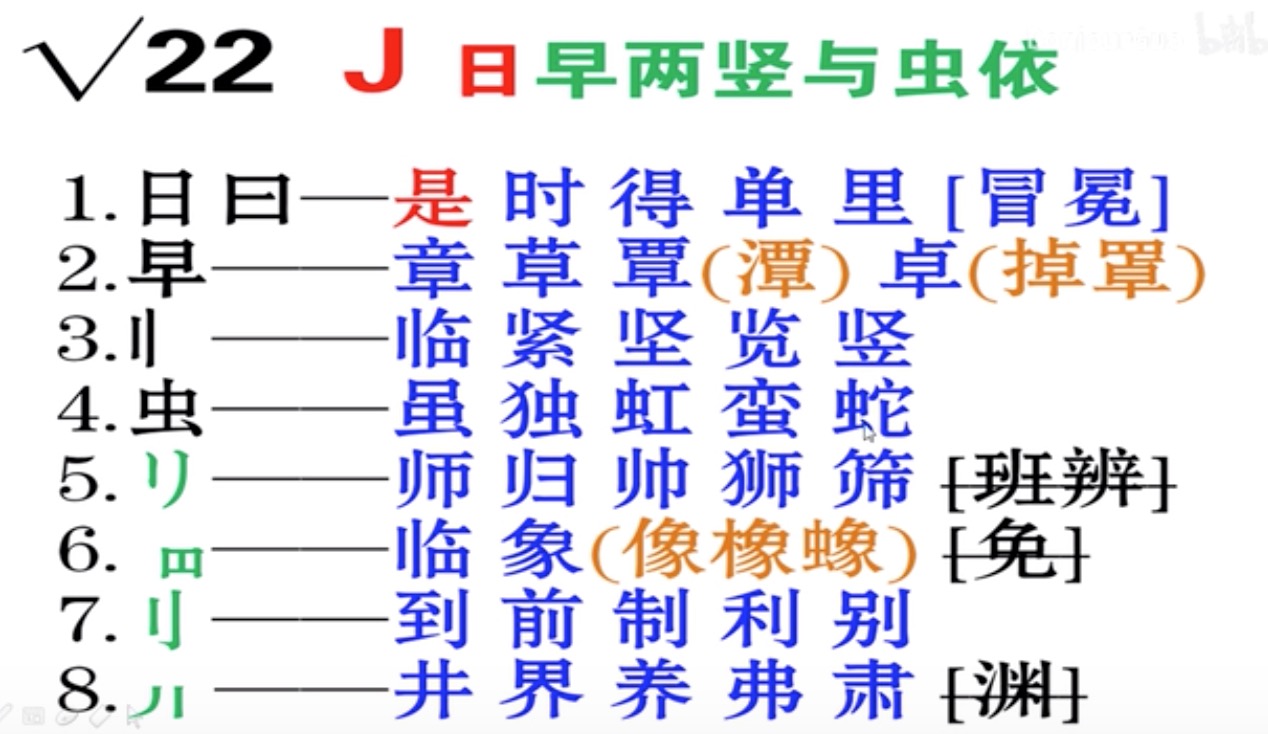 √22 J 日早两竖与虫依
1.日曰——是 时 得 单 里 [冒 冕]
2.早——章 草 覃(潭) 卓(掉罩)
3.刂——临 紧 坚 览 竖
4.虫——虽 独 虹 蛮 蛇
5.リ——师 归 帅 狮 筛 [班辨]
6.罒——临 象(像橡蟓) [免]
7.刂——到 前 制 利 别
8.丿丨——井 界 养 弗 肃 [渊]